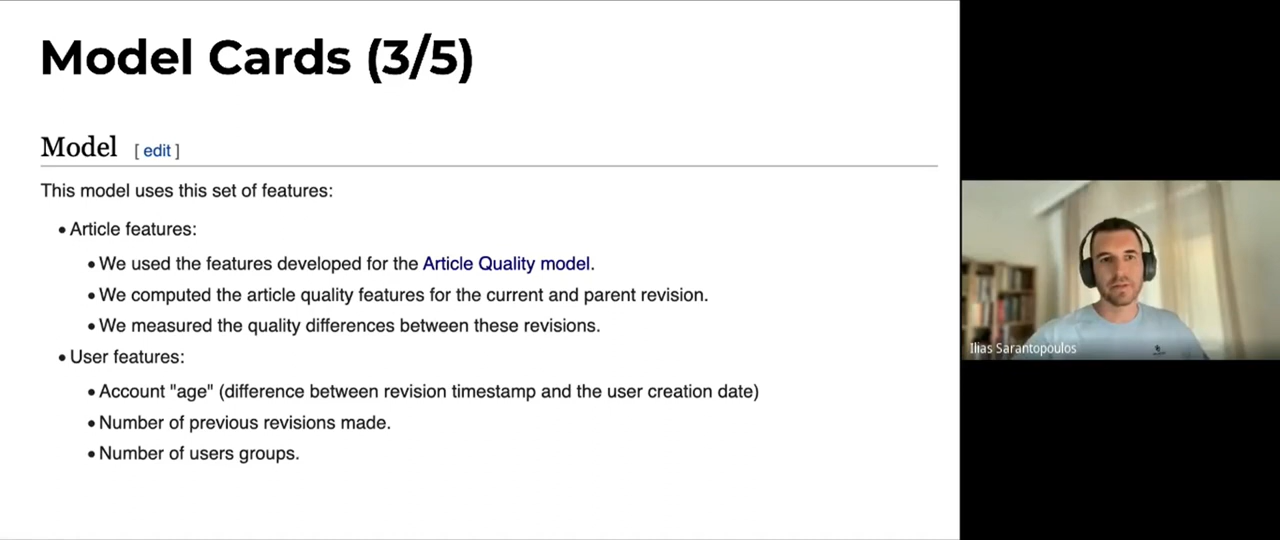 Model Cards (3/5)
Model [ edit ]
This model uses this set of features:
• Article features:
• We used the features developed for the Article Quality model.
• We computed the article quality features for the current and parent revision.
• We measured the quality differences between these revisions.
• User features:
• Account "age" (difference between revision timestamp and the user creation date)
• Number of previous revisions made.
• Number of users groups.
Ilias Sarantopoulos